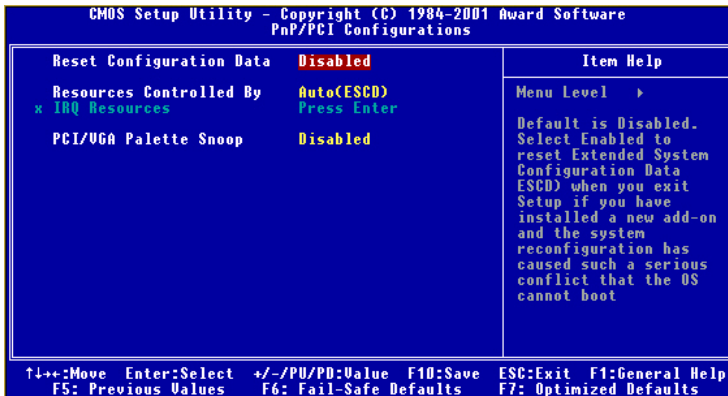 CMOS Setup Utility - Copyright (C) 1984-2001 Award Software
PnP/PCI Configurations
Reset Configuration Data Disabled
Resources Controlled By Auto(ESCD)
x IRQ Resources Press Enter
PCI/VGA Palette Snoop Disabled
Item Help
Menu Level ▸
Default is Disabled.
Select Enabled to
reset Extended System
Configuration Data
ESCD) when you exit
Setup if you have
installed a new add-on
and the system
reconfiguration has
caused such a serious
conflict that the OS
cannot boot
↑↓→←:Move Enter:Select +/-/PU/PD:Value F10:Save ESC:Exit F1:General Help
F5: Previous Values F6: Fail-Safe Defaults F7: Optimized Defaults